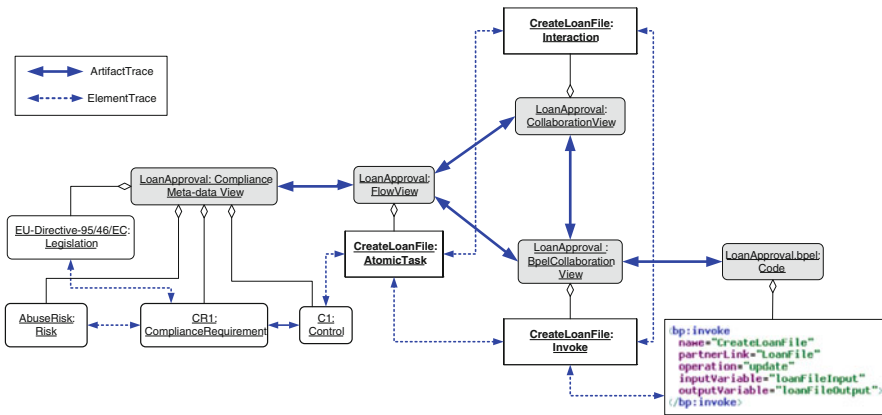 CreateLoanFile:
Interaction
ArtifactTrace
ElementTrace
LoanApproval:
CollaborationView
LoanApproval: Compliance
Meta-data View
LoanApproval:
FlowView
EU-Directive-95/46/EC:
Legislation
CreateLoanFile:
AtomicTask
LoanApproval :
BpelCollaboration
View
LoanApproval.bpel:
Code
AbuseRisk:
Risk
CR1:
ComplianceRequirement
C1:
Control
CreateLoanFile:
Invoke
<bp:invoke
name="CreateLoanFile"
partnerLink="LoanFile"
operation="update"
inputVariable="loanFileInput"
outputVariable="loanFileOutput">
</bp:invoke>